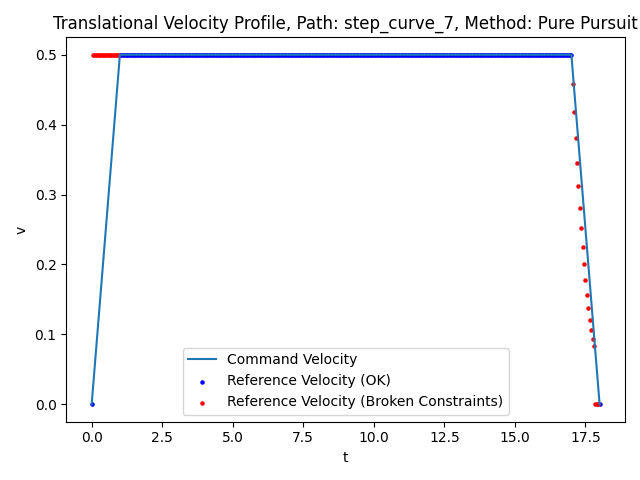 Translational Velocity Profile, Path: step_curve_7, Method: Pure Pursuit
0.5
0.4
0.3
0.2
0.1
0.0
v
Command Velocity
Reference Velocity (OK)
Reference Velocity (Broken Constraints)
0.0 2.5 5.0 7.5 10.0 12.5 15.0 17.5
t